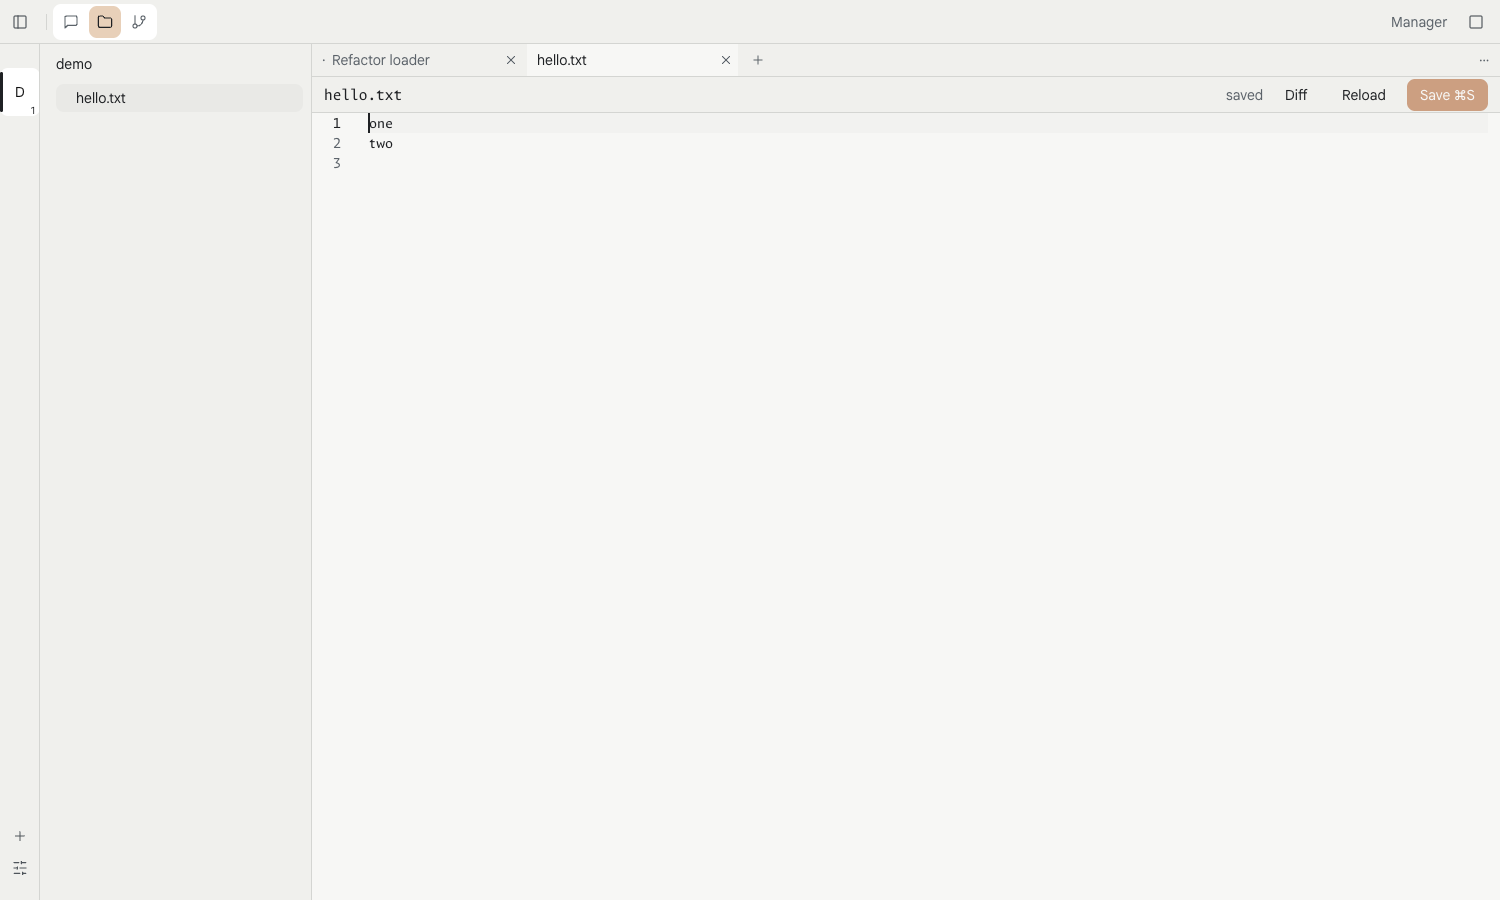 Manager
D
1
demo
hello.txt
· Refactor loader
hello.txt
hello.txt
saved
Diff
Reload
Save ⌘S
1 one
2 two
3